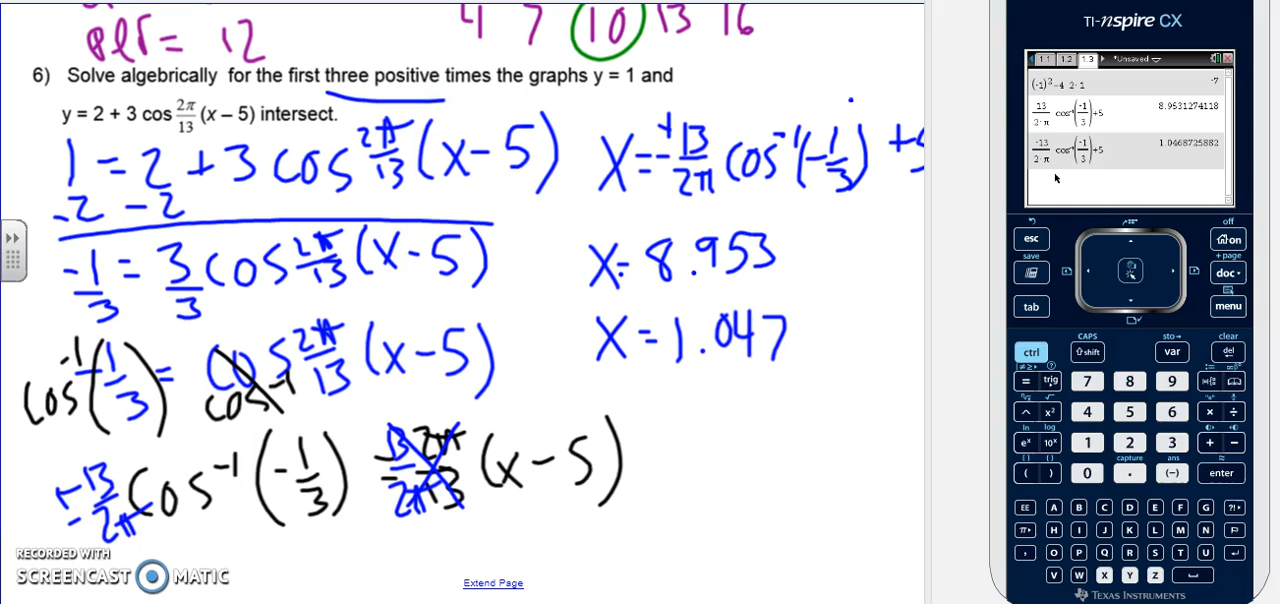 per = 12
4 7 10 13 16
6) Solve algebraically for the first three positive times the graphs y = 1 and
y = 2 + 3 cos 2π/13 (x – 5) intersect.
1 = 2 + 3 cos 2π/13 (x – 5)
-2 -2
-1/3 = 3/3 cos 2π/13 (x – 5)
cos⁻¹(-1/3) = cos cos⁻¹ 2π/13 (x – 5)
±13/2π cos⁻¹(-1/3) = 13/2π 2π/13 (x – 5)
x = ±13/2π cos⁻¹(-1/3) +5
x = 8.953
x = 1.047
RECORDED WITH
SCREENCAST MATIC
Extend Page
TI-nspire CX
1.1 1.2 1.3 *Unsaved
(-1)²-4·2·1 -7
13/2·π cos⁻¹(-1/3)+5 8.9531274118
-13/2·π cos⁻¹(-1/3)+5 1.0468725882
off
esc on
save +page
doc
tab menu
CAPS sto→ clear
ctrl shift var del
= trig 7 8 9
^ x² 4 5 6 × ÷
ln log
eˣ 10ˣ 1 2 3 + −
capture ans
( ) 0 . (−) enter
EE A B C D E F G ?!
π H I J K L M N
, O P Q R S T U
V W X Y Z
TEXAS INSTRUMENTS